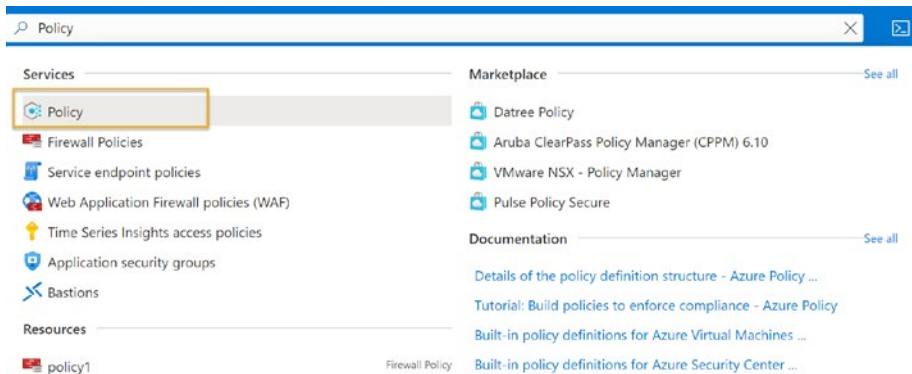 Policy
Services
Policy
Firewall Policies
Service endpoint policies
Web Application Firewall policies (WAF)
Time Series Insights access policies
Application security groups
Bastions
Resources
policy1 Firewall Policy
Marketplace See all
Datree Policy
Aruba ClearPass Policy Manager (CPPM) 6.10
VMware NSX - Policy Manager
Pulse Policy Secure
Documentation See all
Details of the policy definition structure - Azure Policy ...
Tutorial: Build policies to enforce compliance - Azure Policy
Built-in policy definitions for Azure Virtual Machines ...
Built-in policy definitions for Azure Security Center ...